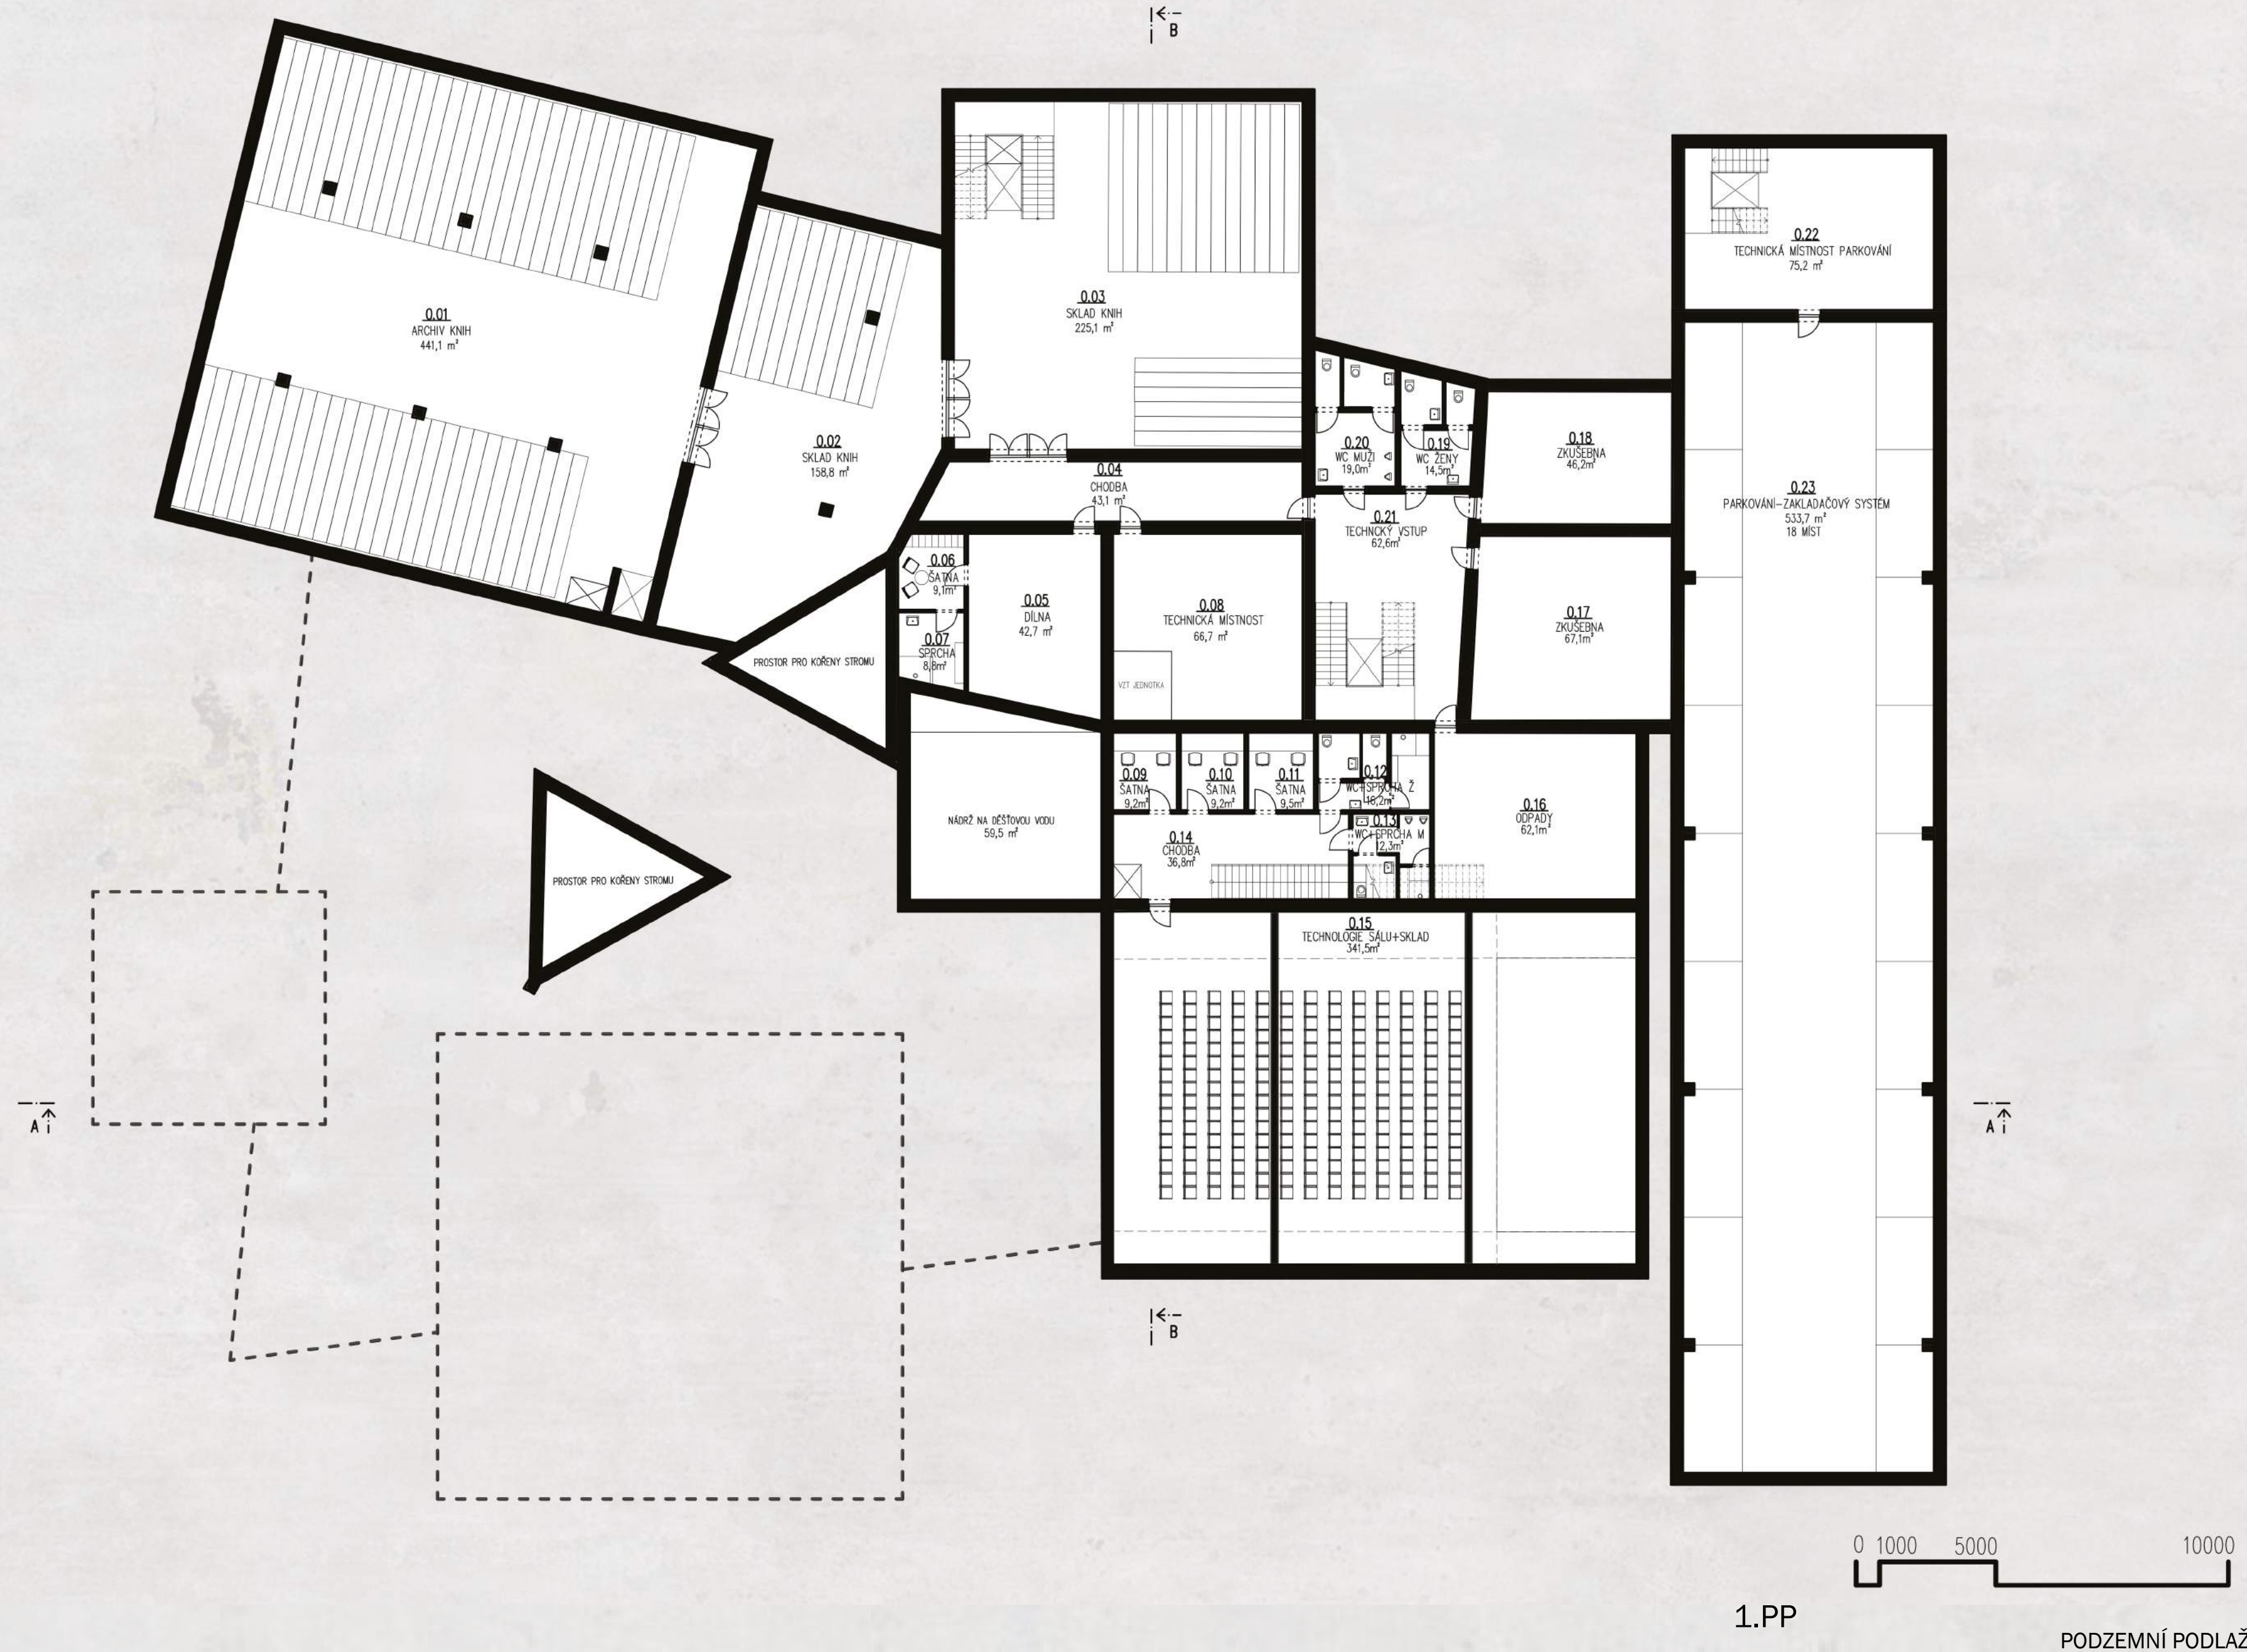 B
0.01
ARCHIV KNIH
441,1 m²
0.02
SKLAD KNIH
158,8 m²
0.03
SKLAD KNIH
225,1 m²
0.04
CHODBA
43,1 m²
0.05
DÍLNA
42,7 m²
0.06
ŠATNA
9,1m²
0.07
SPRCHA
8,8m²
0.08
TECHNICKÁ MÍSTNOST
66,7 m²
VZT JEDNOTKA
0.20
WC MUŽI
19,0m²
0.19
WC ŽENY
14,5m²
0.18
ZKUŠEBNA
46,2m²
0.21
TECHNCKÝ VSTUP
62,6m²
0.17
ZKUŠEBNA
67,1m²
0.22
TECHNICKÁ MÍSTNOST PARKOVÁNÍ
75,2 m²
0.23
PARKOVÁNÍ-ZAKLADAČOVÝ SYSTÉM
533,7 m²
18 MÍST
PROSTOR PRO KOŘENY STROMU
PROSTOR PRO KOŘENY STROMU
NÁDRŽ NA DĚŠŤOVOU VODU
59,5 m²
0.09
ŠATNA
9,2m²
0.10
ŠATNA
9,2m²
0.11
ŠATNA
9,5m²
0.12
WC+SPRCHA Ž
16,2m²
0.13
WC+SPRCHA M
12,3m²
0.14
CHODBA
36,8m²
0.16
ODPADY
62,1m²
0.15
TECHNOLOGIE SÁLU+SKLAD
341,5m²
A
A
B
0 1000 5000 10000
1.PP
PODZEMNÍ PODLAŽ